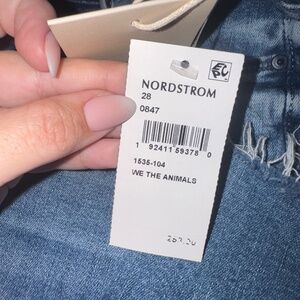 NORDSTROM
28
0847
1 92411 59378 0
1535-104
WE THE ANIMALS